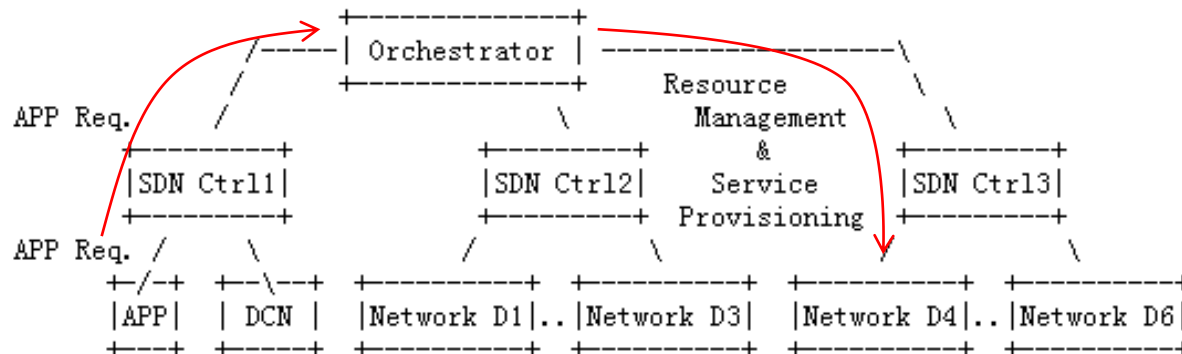 Orchestrator
Resource
APP Req. Management
&
SDN Ctrl1 SDN Ctrl2 Service SDN Ctrl3
Provisioning
APP Req.
APP DCN Network D1..Network D3 Network D4..Network D6